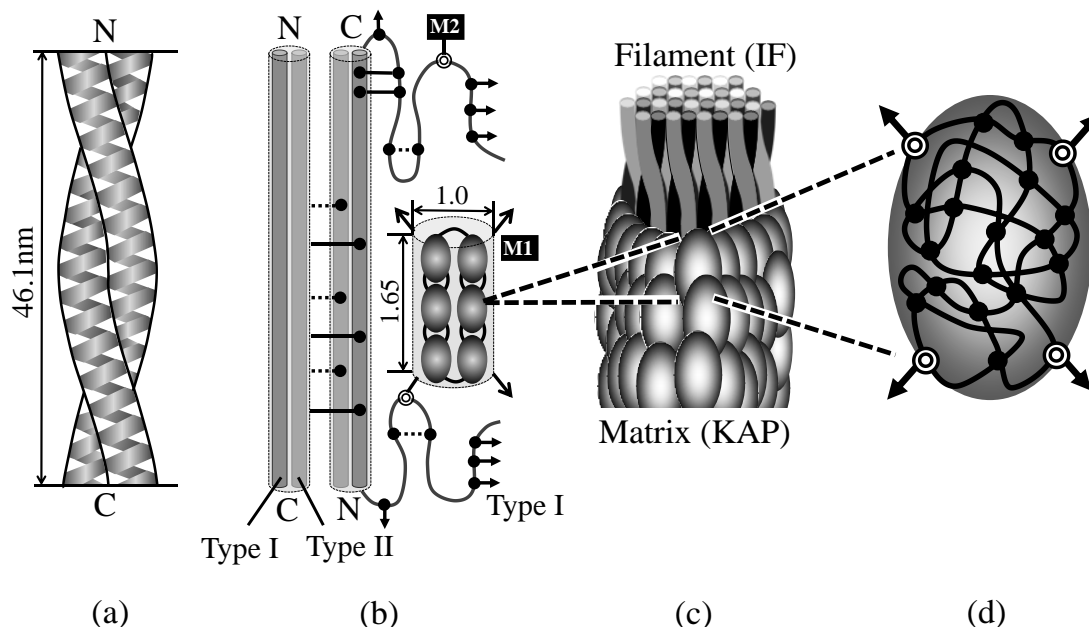 N
46.1nm
C
(a)
N
C
M2
1.0
M1
1.65
C
N
Type I
Type II
Type I
(b)
Filament (IF)
Matrix (KAP)
(c)
(d)